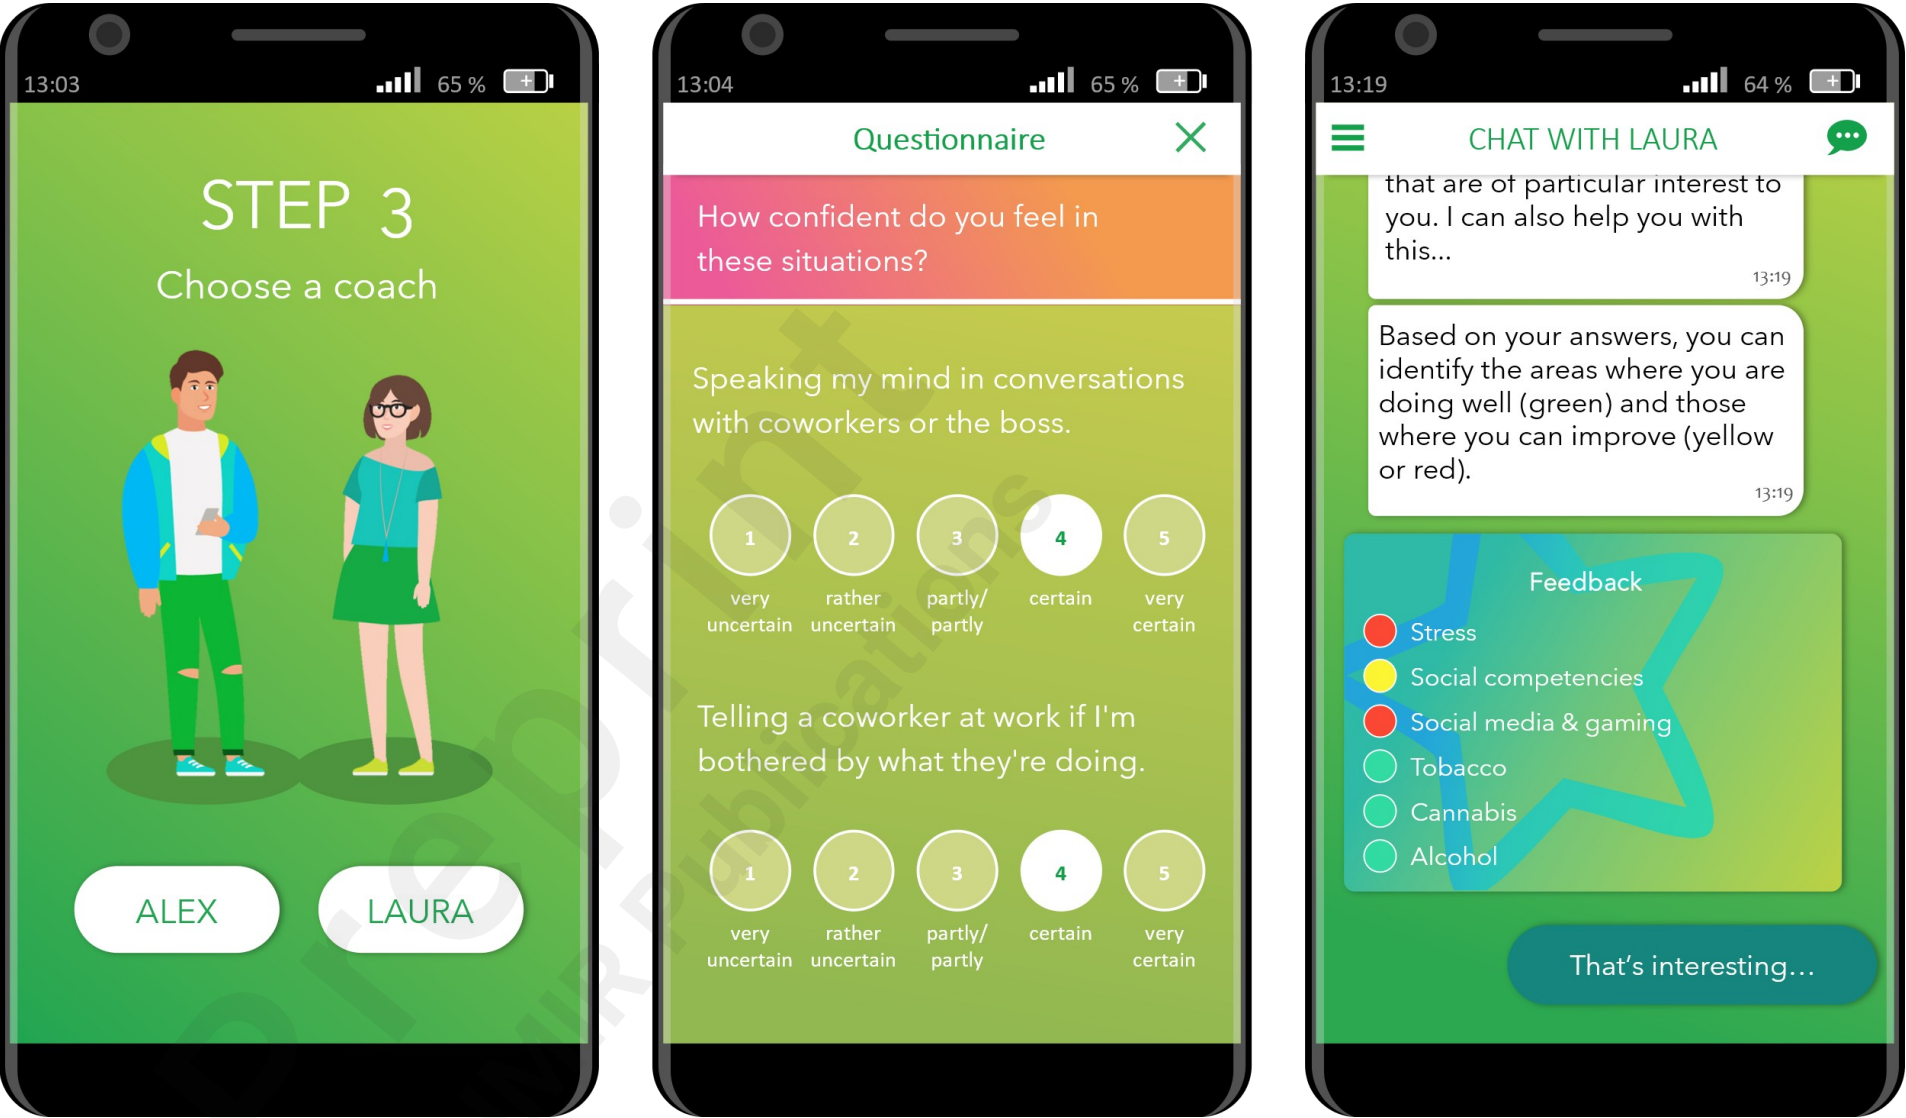 13:03
65 %
STEP 3
Choose a coach
ALEX
LAURA
13:04
65 %
Questionnaire
How confident do you feel in
these situations?
Speaking my mind in conversations
with coworkers or the boss.
1 2 3 4 5
very rather partly/ certain very
uncertain uncertain partly certain
Telling a coworker at work if I'm
bothered by what they're doing.
1 2 3 4 5
very rather partly/ certain very
uncertain uncertain partly certain
13:19
64 %
CHAT WITH LAURA
that are of particular interest to
you. I can also help you with
this...
13:19
Based on your answers, you can
identify the areas where you are
doing well (green) and those
where you can improve (yellow
or red).
13:19
Feedback
Stress
Social competencies
Social media & gaming
Tobacco
Cannabis
Alcohol
That's interesting...
Preprint
JMIR Publications